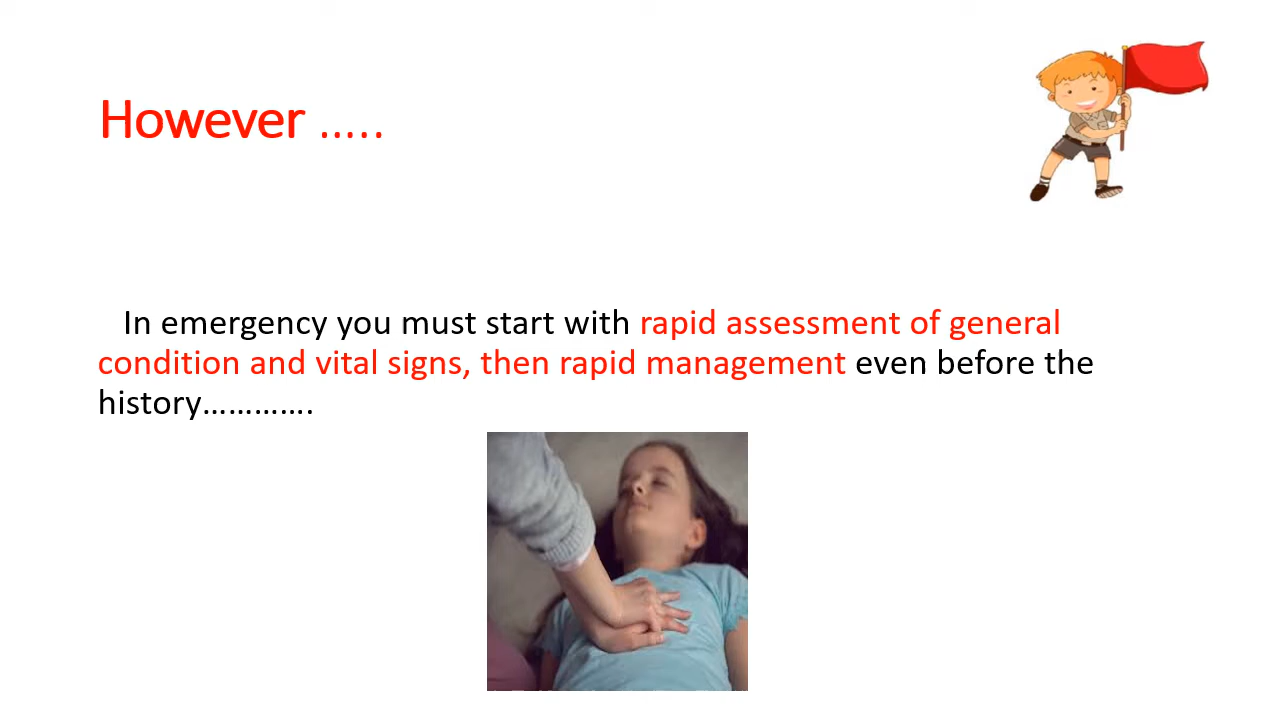 However …..
In emergency you must start with rapid assessment of general
condition and vital signs, then rapid management even before the
history………….